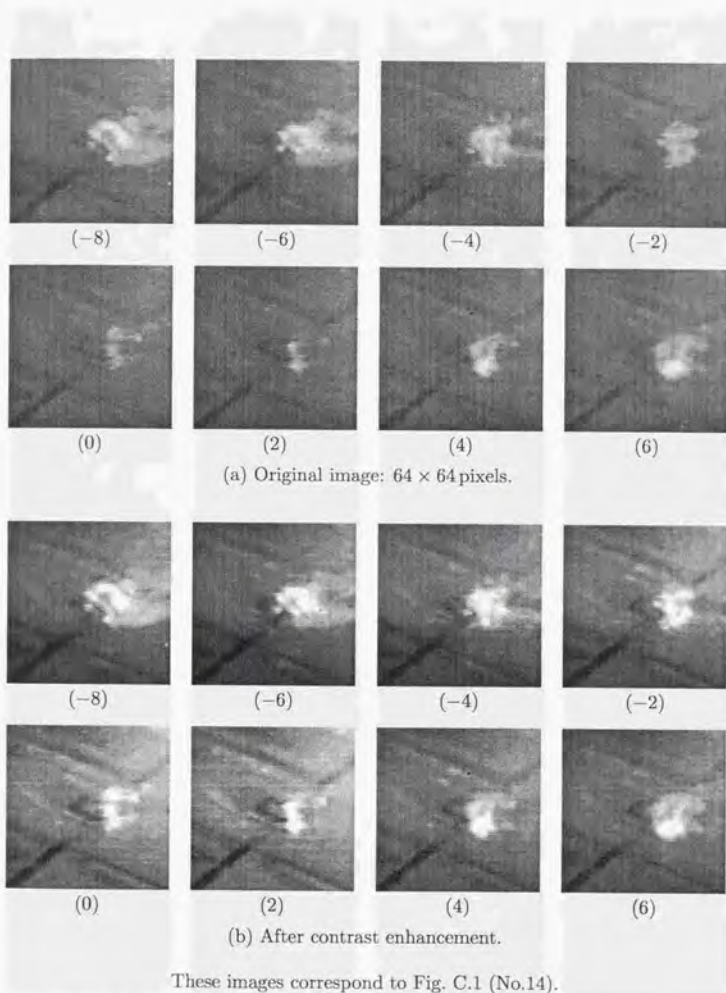 (−8) (−6) (−4) (−2)
(0) (2) (4) (6)
(a) Original image: 64 × 64 pixels.
(−8) (−6) (−4) (−2)
(0) (2) (4) (6)
(b) After contrast enhancement.
These images correspond to Fig. C.1 (No.14).